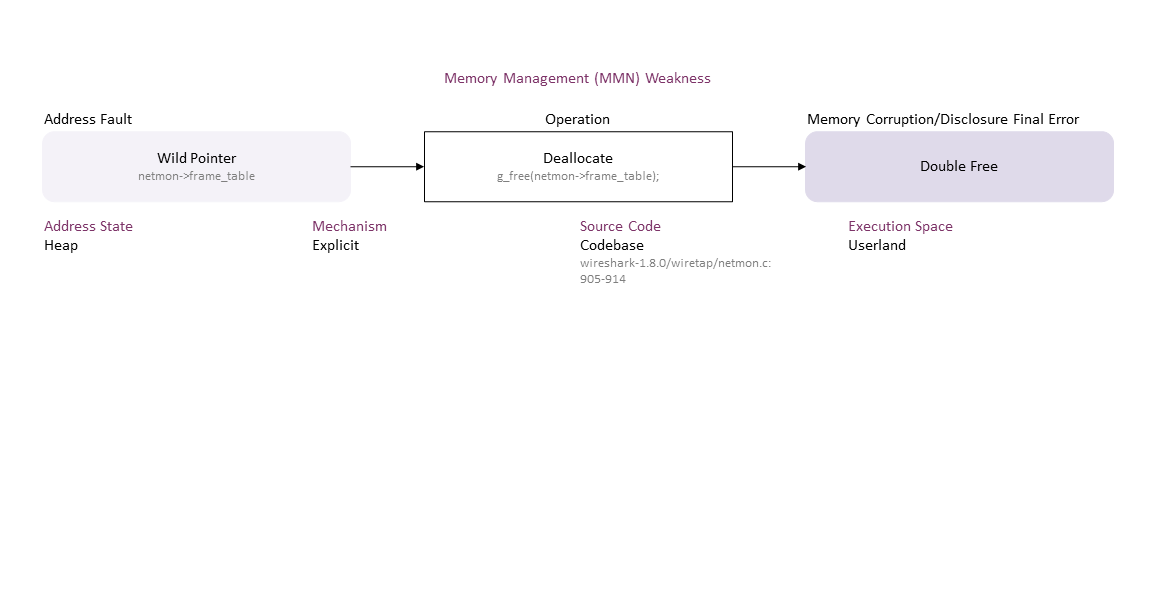 Memory Management (MMN) Weakness
Address Fault
Operation
Memory Corruption/Disclosure Final Error
Wild Pointer
netmon->frame_table
Deallocate
g_free(netmon->frame_table);
Double Free
Address State
Heap
Mechanism
Explicit
Source Code
Codebase
wireshark-1.8.0/wiretap/netmon.c:
905-914
Execution Space
Userland